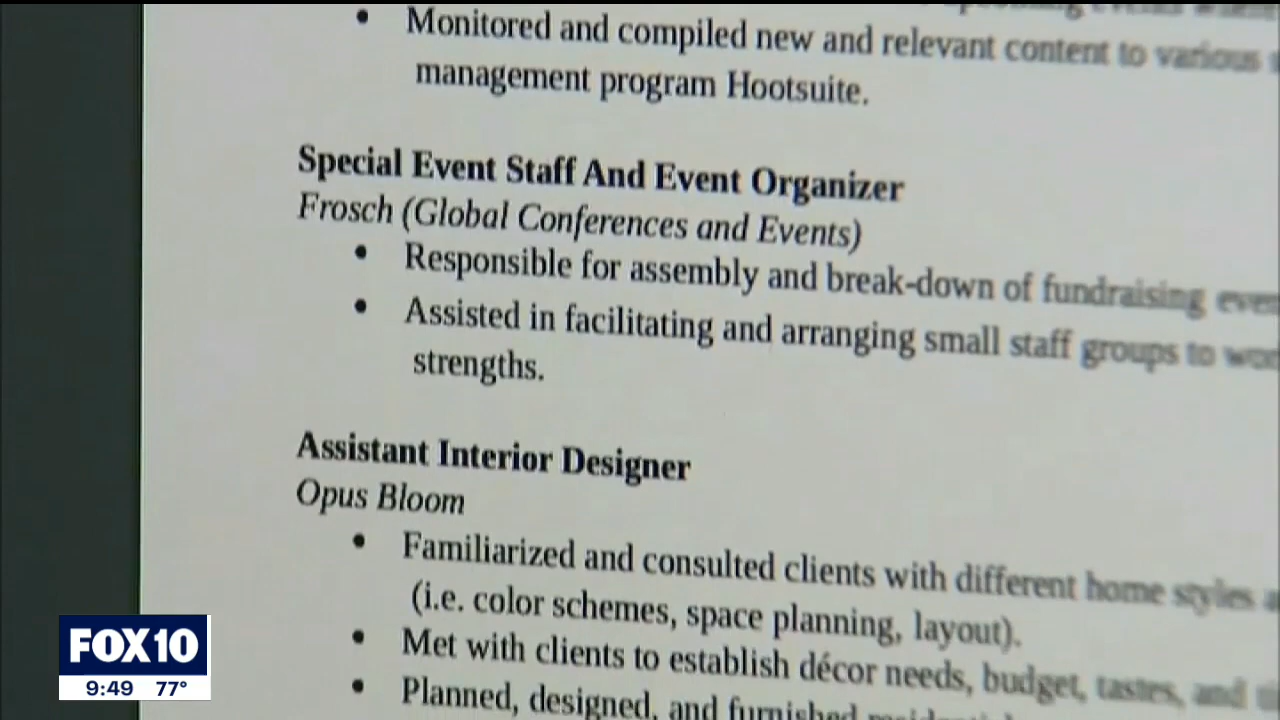 • Monitored and compiled new and relevant content to various
management program Hootsuite.
Special Event Staff And Event Organizer
Frosch (Global Conferences and Events)
• Responsible for assembly and break-down of fundraising
• Assisted in facilitating and arranging small staff groups to
strengths.
Assistant Interior Designer
Opus Bloom
• Familiarized and consulted clients with different home styles
(i.e. color schemes, space planning, layout).
• Met with clients to establish décor needs, budget, tastes, and
• Planned, designed, and furnished
FOX10
9:49 77°